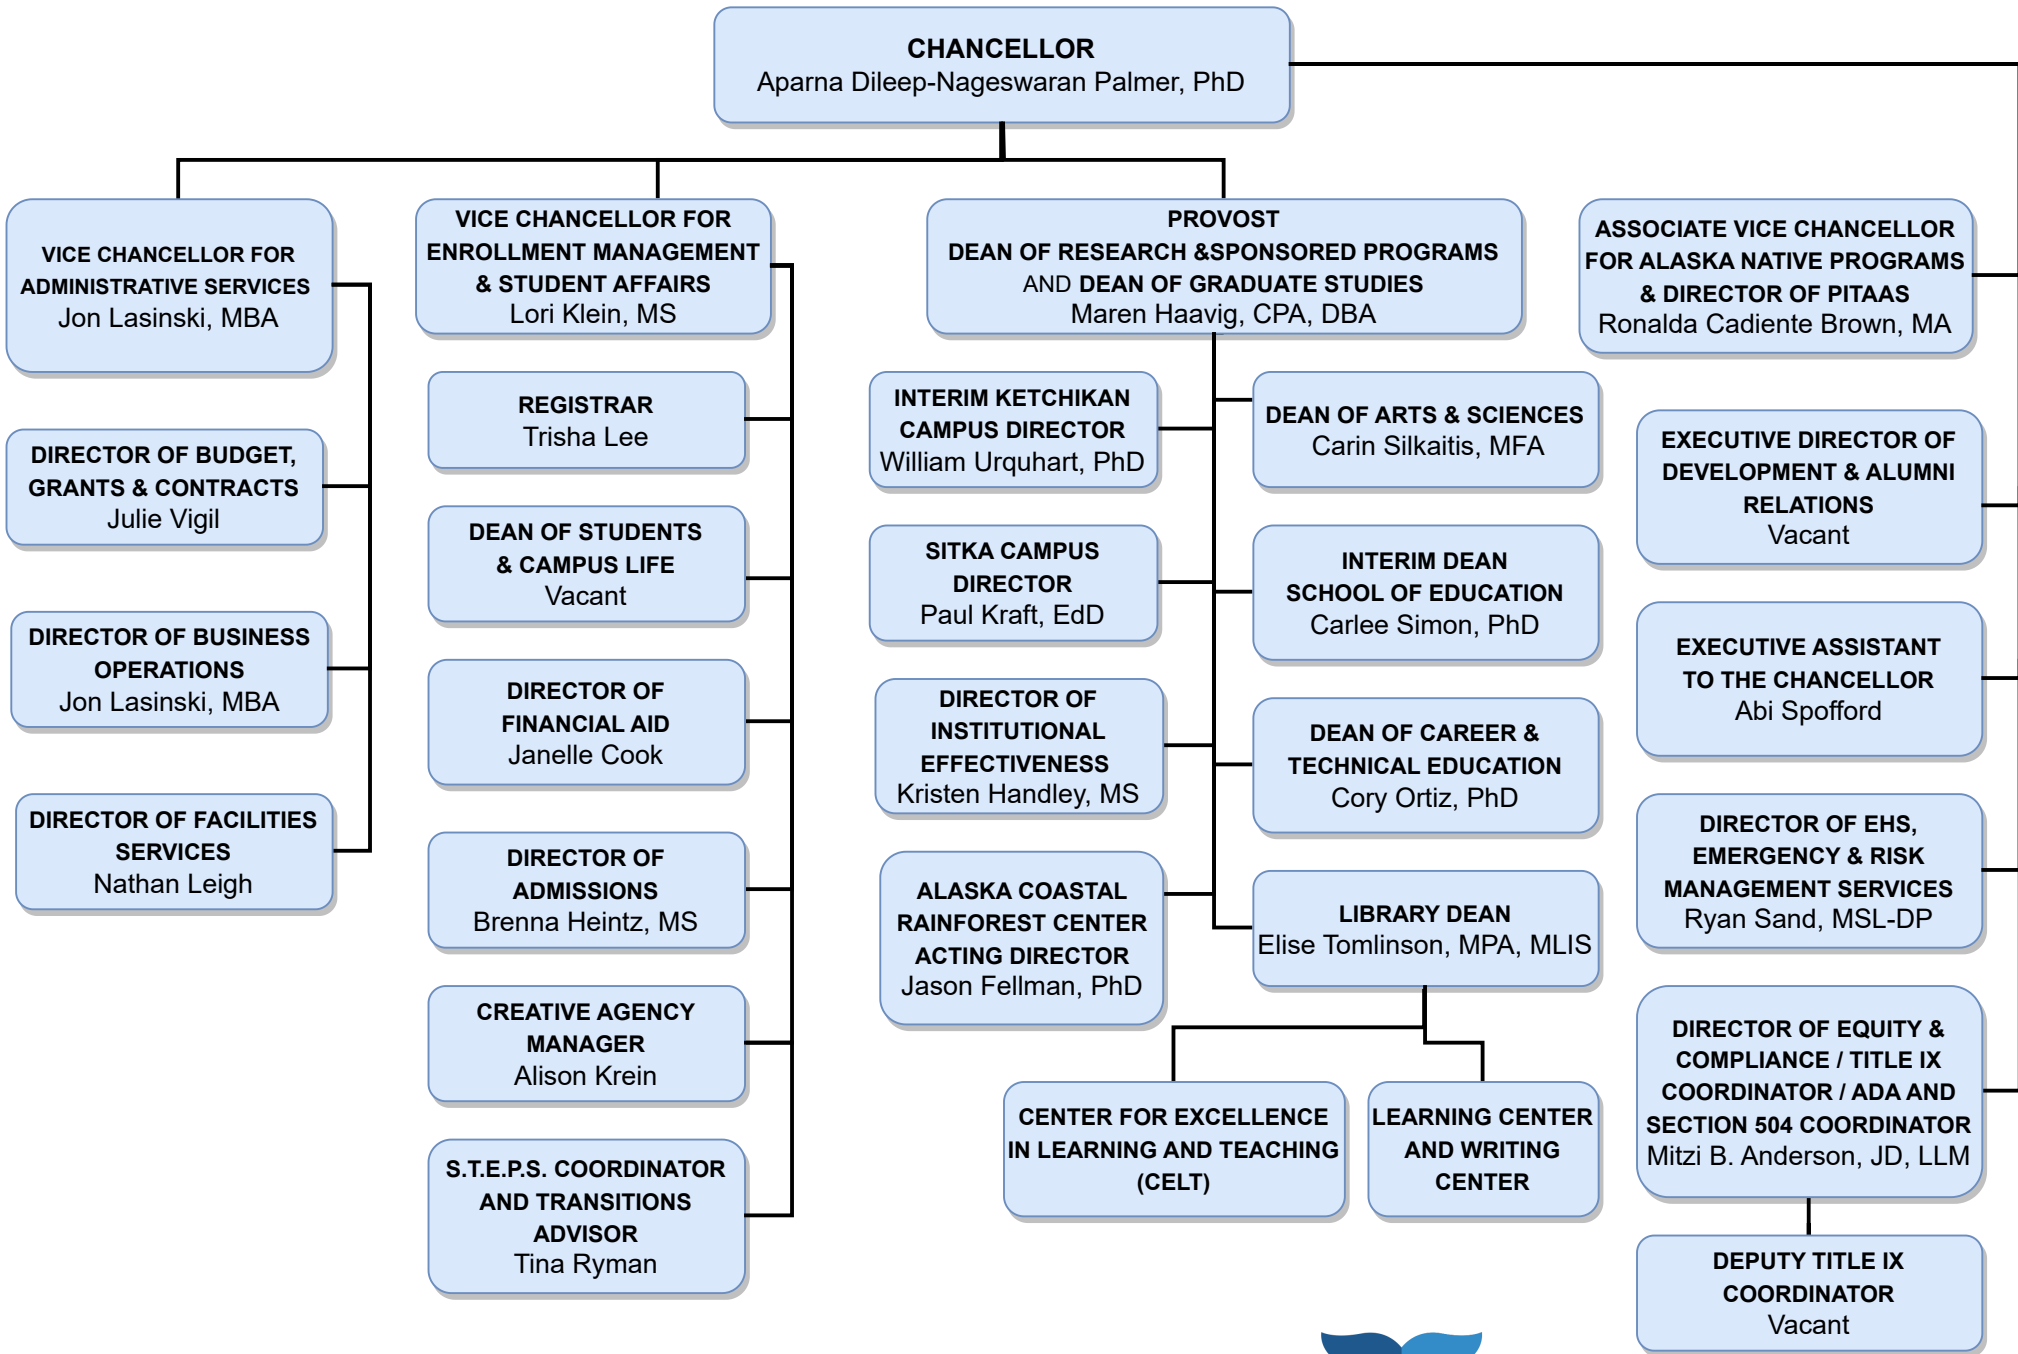 CHANCELLOR
Aparna Dileep-Nageswaran Palmer, PhD
VICE CHANCELLOR FOR
ADMINISTRATIVE SERVICES
Jon Lasinski, MBA
DIRECTOR OF BUDGET,
GRANTS & CONTRACTS
Julie Vigil
DIRECTOR OF BUSINESS
OPERATIONS
Jon Lasinski, MBA
DIRECTOR OF FACILITIES
SERVICES
Nathan Leigh
VICE CHANCELLOR FOR
ENROLLMENT MANAGEMENT
& STUDENT AFFAIRS
Lori Klein, MS
REGISTRAR
Trisha Lee
DEAN OF STUDENTS
& CAMPUS LIFE
Vacant
DIRECTOR OF
FINANCIAL AID
Janelle Cook
DIRECTOR OF
ADMISSIONS
Brenna Heintz, MS
CREATIVE AGENCY
MANAGER
Alison Krein
S.T.E.P.S. COORDINATOR
AND TRANSITIONS
ADVISOR
Tina Ryman
PROVOST
DEAN OF RESEARCH &SPONSORED PROGRAMS
AND DEAN OF GRADUATE STUDIES
Maren Haavig, CPA, DBA
INTERIM KETCHIKAN
CAMPUS DIRECTOR
William Urquhart, PhD
SITKA CAMPUS
DIRECTOR
Paul Kraft, EdD
DIRECTOR OF
INSTITUTIONAL
EFFECTIVENESS
Kristen Handley, MS
ALASKA COASTAL
RAINFOREST CENTER
ACTING DIRECTOR
Jason Fellman, PhD
DEAN OF ARTS & SCIENCES
Carin Silkaitis, MFA
INTERIM DEAN
SCHOOL OF EDUCATION
Carlee Simon, PhD
DEAN OF CAREER &
TECHNICAL EDUCATION
Cory Ortiz, PhD
LIBRARY DEAN
Elise Tomlinson, MPA, MLIS
CENTER FOR EXCELLENCE
IN LEARNING AND TEACHING
(CELT)
LEARNING CENTER
AND WRITING
CENTER
ASSOCIATE VICE CHANCELLOR
FOR ALASKA NATIVE PROGRAMS
& DIRECTOR OF PITAAS
Ronalda Cadiente Brown, MA
EXECUTIVE DIRECTOR OF
DEVELOPMENT & ALUMNI
RELATIONS
Vacant
EXECUTIVE ASSISTANT
TO THE CHANCELLOR
Abi Spofford
DIRECTOR OF EHS,
EMERGENCY & RISK
MANAGEMENT SERVICES
Ryan Sand, MSL-DP
DIRECTOR OF EQUITY &
COMPLIANCE / TITLE IX
COORDINATOR / ADA AND
SECTION 504 COORDINATOR
Mitzi B. Anderson, JD, LLM
DEPUTY TITLE IX
COORDINATOR
Vacant